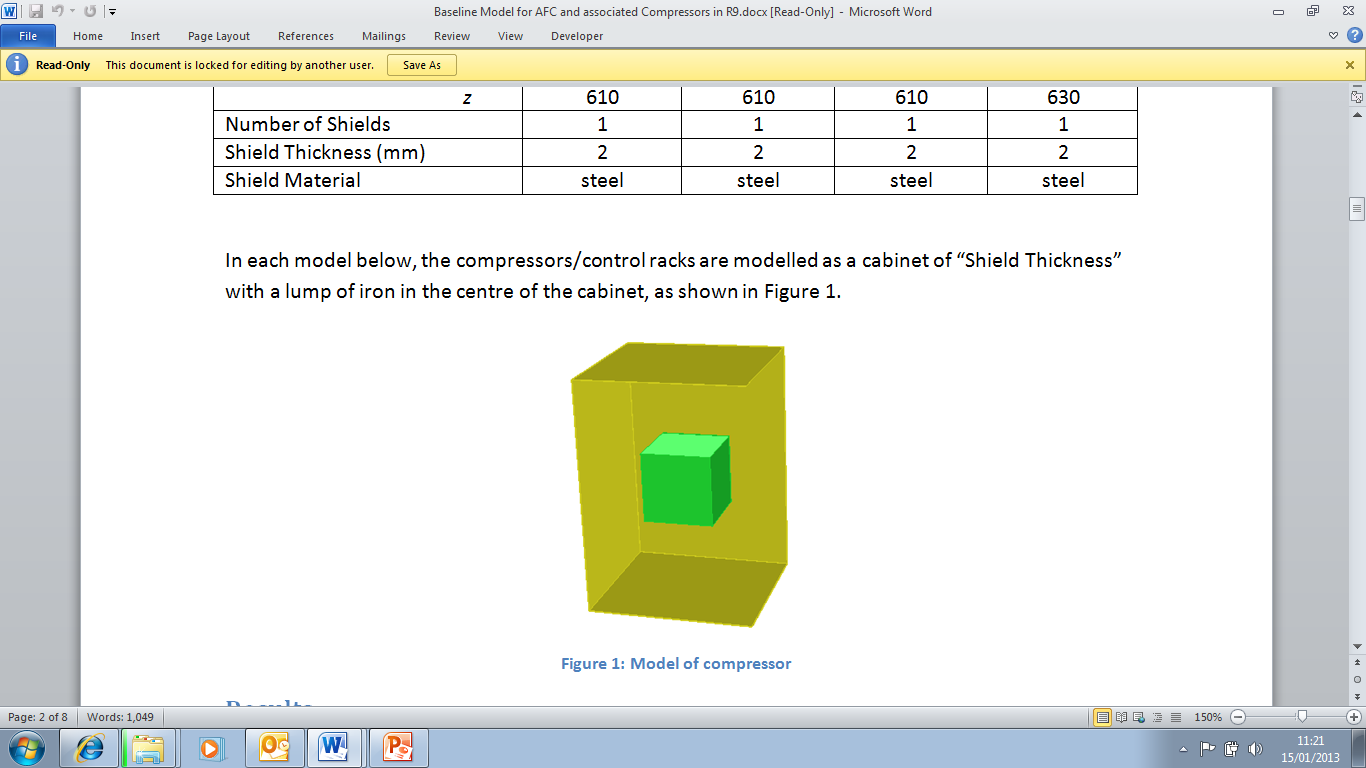 Baseline Model for AFC and associated Compressors in R9.docx [Read-Only] - Microsoft Word
File Home Insert Page Layout References Mailings Review View Developer
Read-Only This document is locked for editing by another user. Save As
z 610 610 610 630
Number of Shields 1 1 1 1
Shield Thickness (mm) 2 2 2 2
Shield Material steel steel steel steel
In each model below, the compressors/control racks are modelled as a cabinet of “Shield Thickness”
with a lump of iron in the centre of the cabinet, as shown in Figure 1.
Figure 1: Model of compressor
Results
Page: 2 of 8 Words: 1,049 150%
11:21
15/01/2013